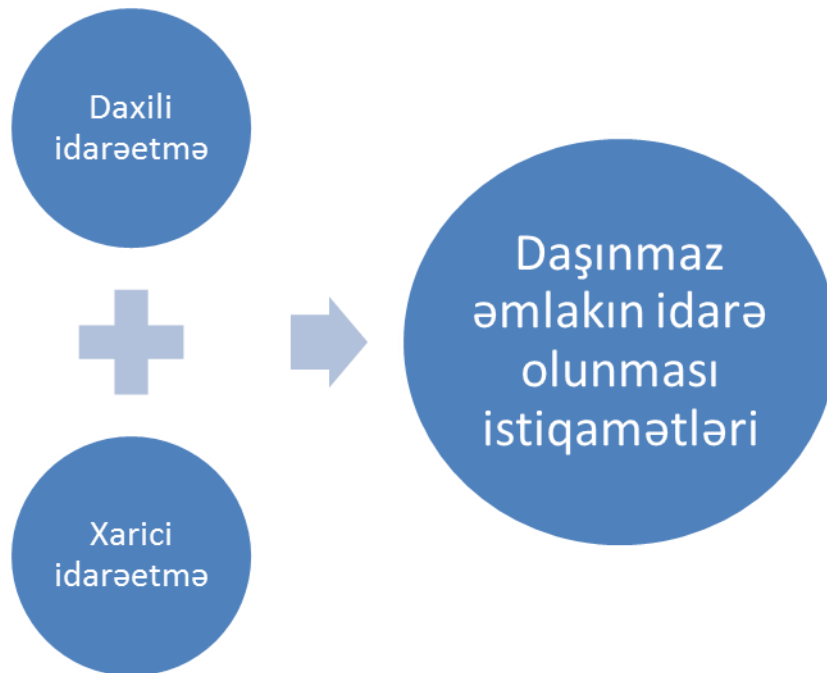 Daxili
idarəetmə
Xarici
idarəetmə
Daşınmaz
əmlakın idarə
olunması
istiqamətləri